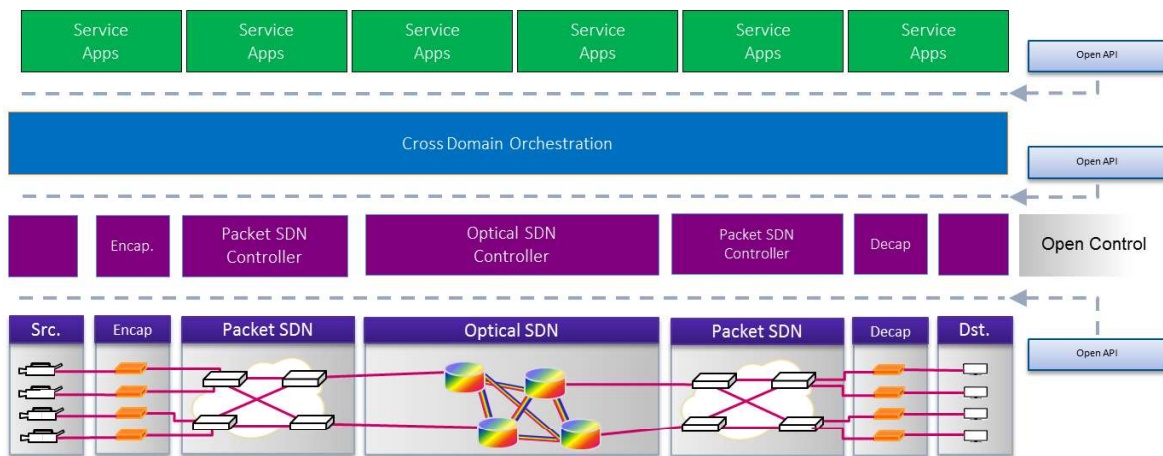 Service
Apps
Service
Apps
Service
Apps
Service
Apps
Service
Apps
Service
Apps
Open API
Cross Domain Orchestration
Open API
Encap.
Packet SDN
Controller
Optical SDN
Controller
Packet SDN
Controller
Decap
Open Control
Src.
Encap
Packet SDN
Optical SDN
Packet SDN
Decap
Dst.
Open API